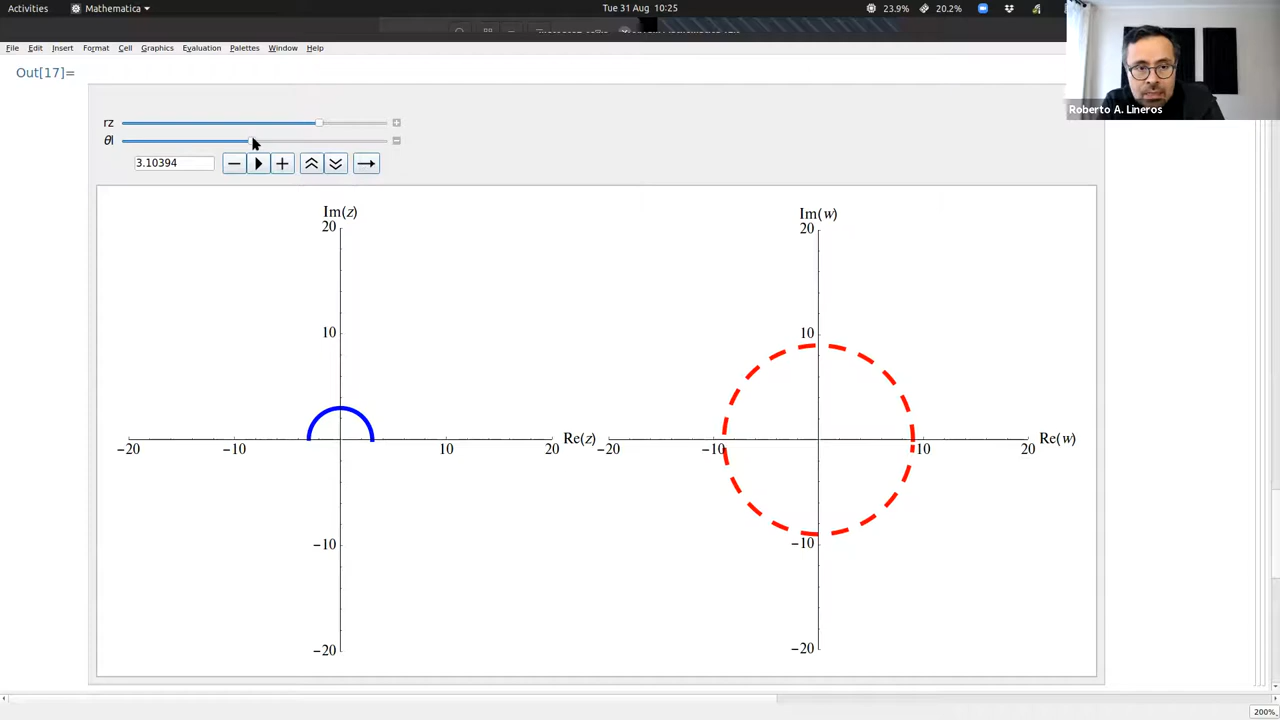 Activities Mathematica Tue 31 Aug 10:25 23.9% 20.2%
File Edit Insert Format Cell Graphics Evaluation Palettes Window Help
Roberto A. Lineros
Out[17]=
rz
θl
3.10394
Im(z)
20
10
−20 −10 10 20 Re(z)
−10
−20
Im(w)
20
10
−20 −10 10 20 Re(w)
−10
−20
200%